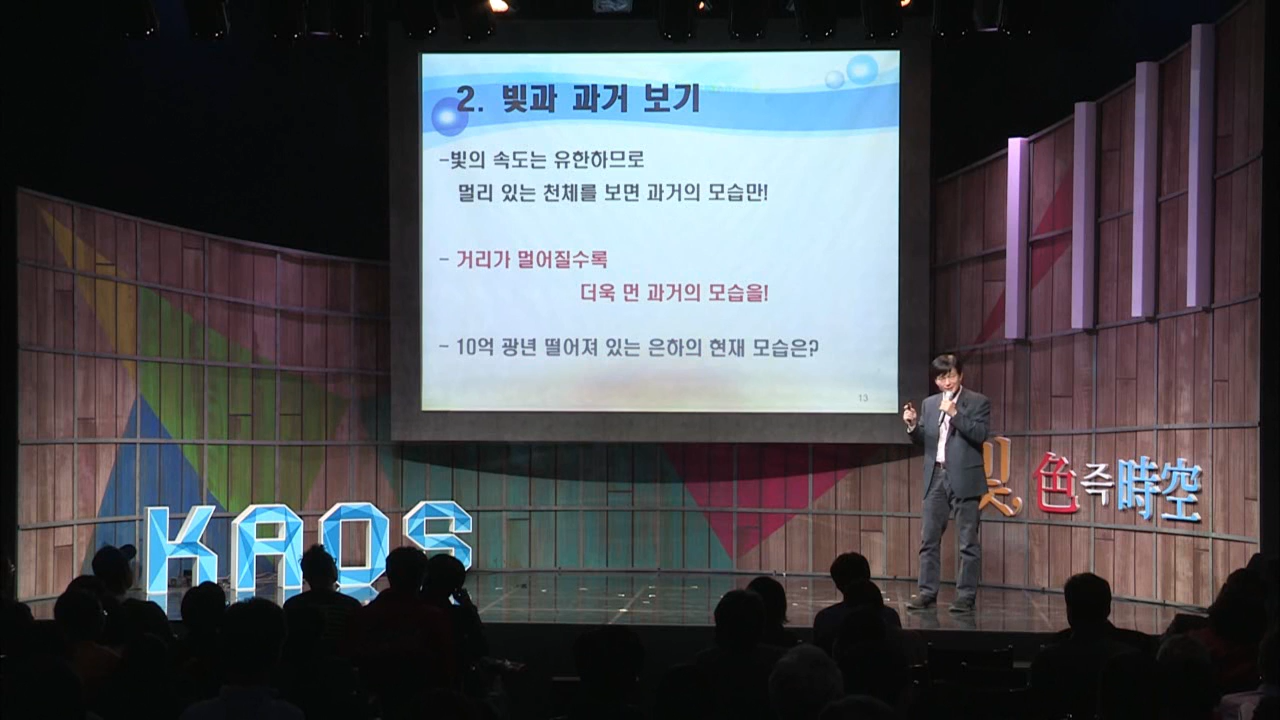 2. 빛과 과거 보기
-빛의 속도는 유한하므로
멀리 있는 천체를 보면 과거의 모습만!
- 거리가 멀어질수록
더욱 먼 과거의 모습을!
- 10억 광년 떨어져 있는 은하의 현재 모습은?
13
KAOS
빛 色즉時空